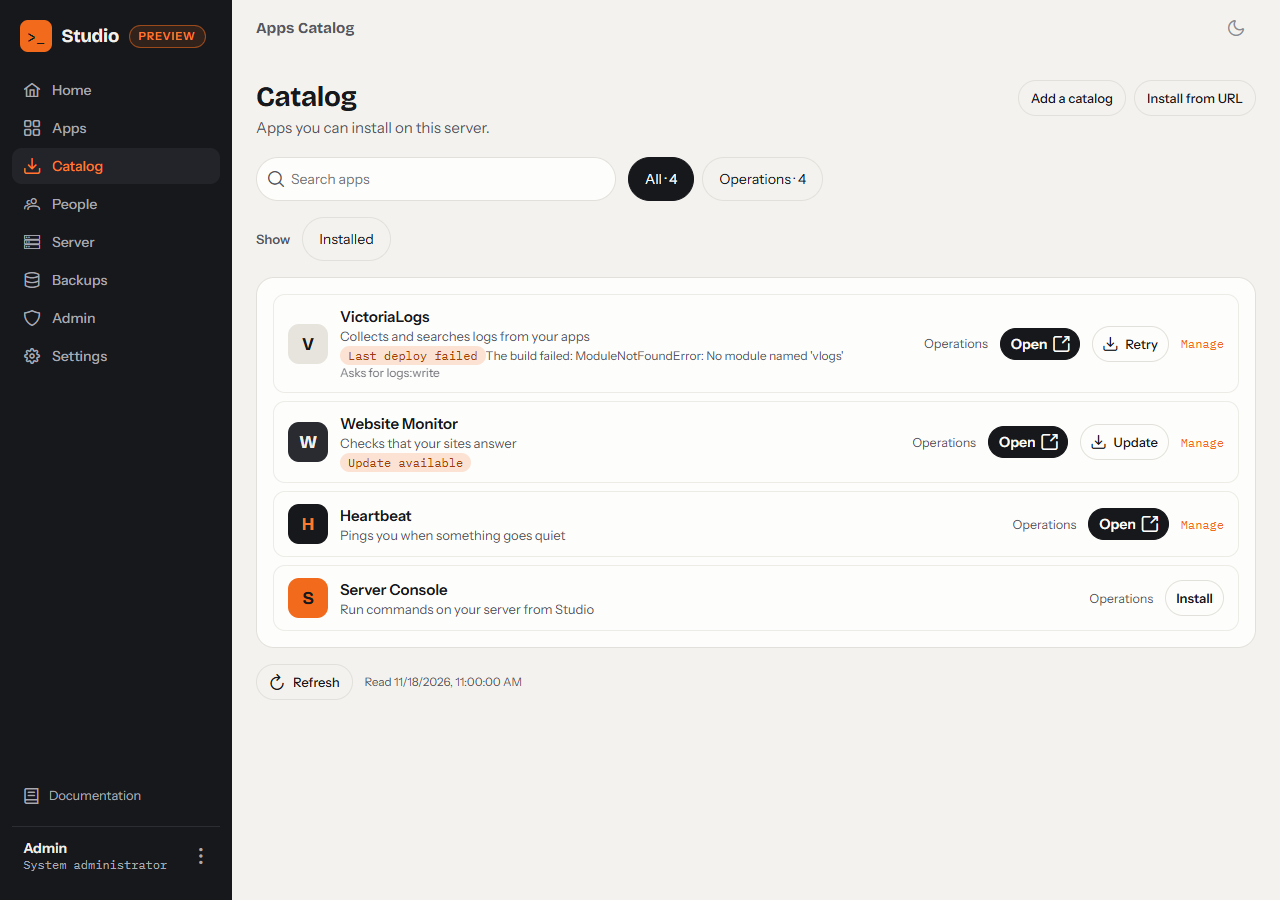 >_ Studio PREVIEW
Home
Apps
Catalog
People
Server
Backups
Admin
Settings
Documentation
Admin
System administrator
Apps Catalog
Catalog
Apps you can install on this server.
Add a catalog
Install from URL
Search apps
All · 4
Operations · 4
Show
Installed
V
VictoriaLogs
Collects and searches logs from your apps
Last deploy failed The build failed: ModuleNotFoundError: No module named 'vlogs'
Asks for logs:write
Operations
Open
Retry
Manage
W
Website Monitor
Checks that your sites answer
Update available
Operations
Open
Update
Manage
H
Heartbeat
Pings you when something goes quiet
Operations
Open
Manage
S
Server Console
Run commands on your server from Studio
Operations
Install
Refresh
Read 11/18/2026, 11:00:00 AM